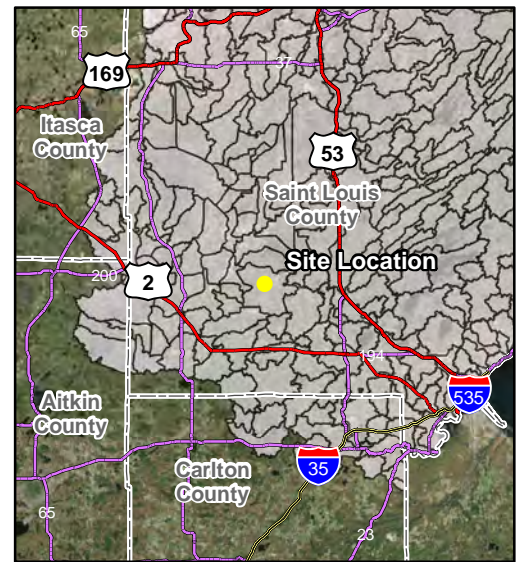 65
169
37
Itasca
County
53
Saint Louis
County
Site Location
200
2
194
535
Aitkin
County
Carlton
County
35
65
23